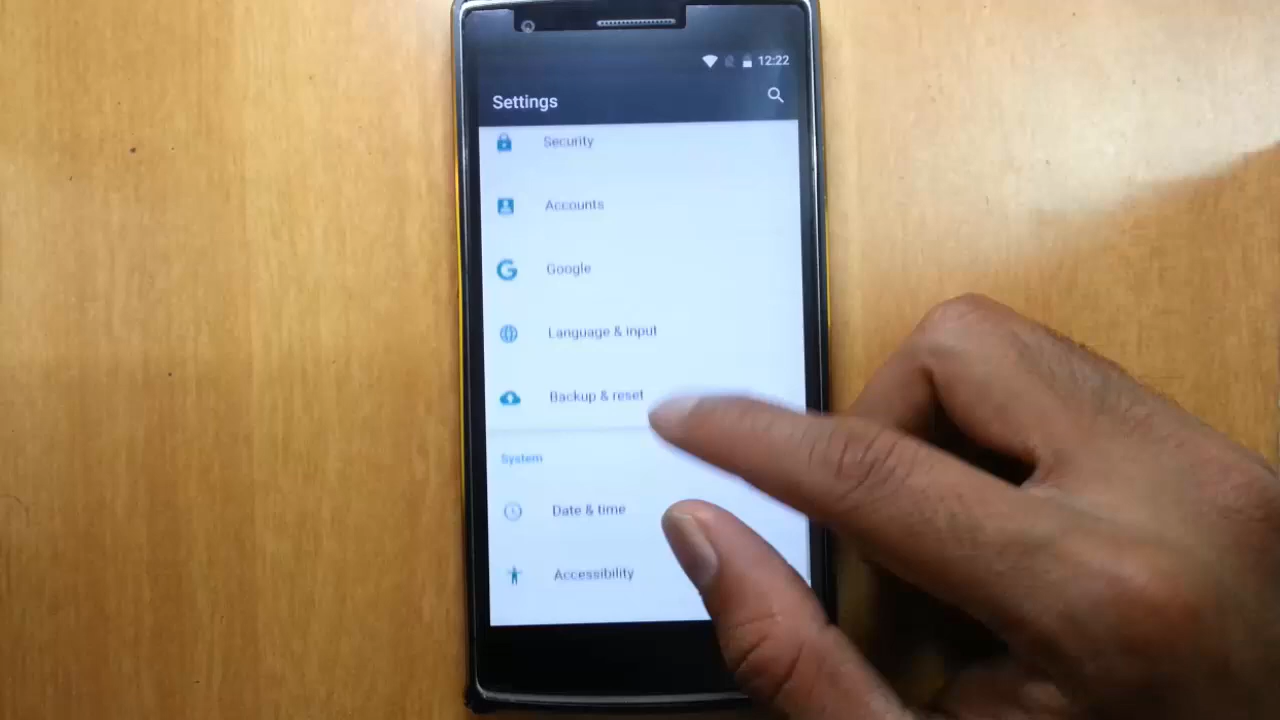 12:22
Settings
Security
Accounts
Google
Language & input
Backup & reset
System
Date & time
Accessibility